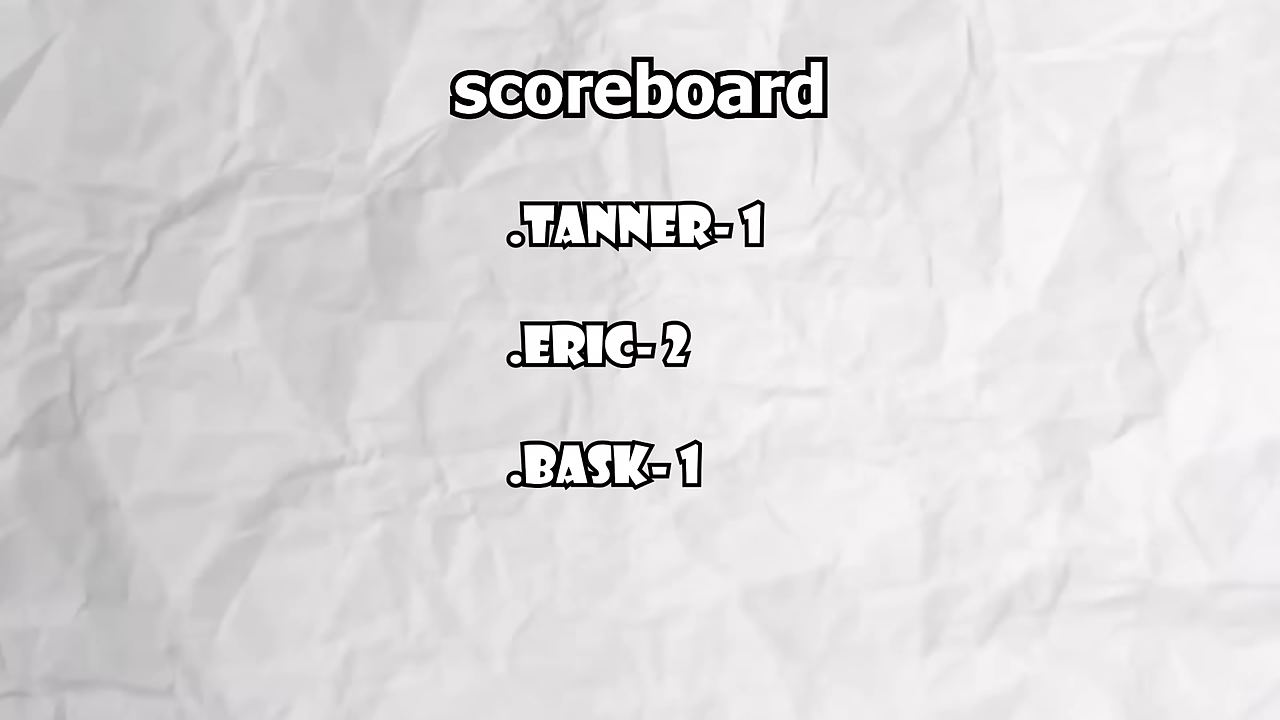 scoreboard
.TANNER- 1
.ERIC- 2
.BASK- 1